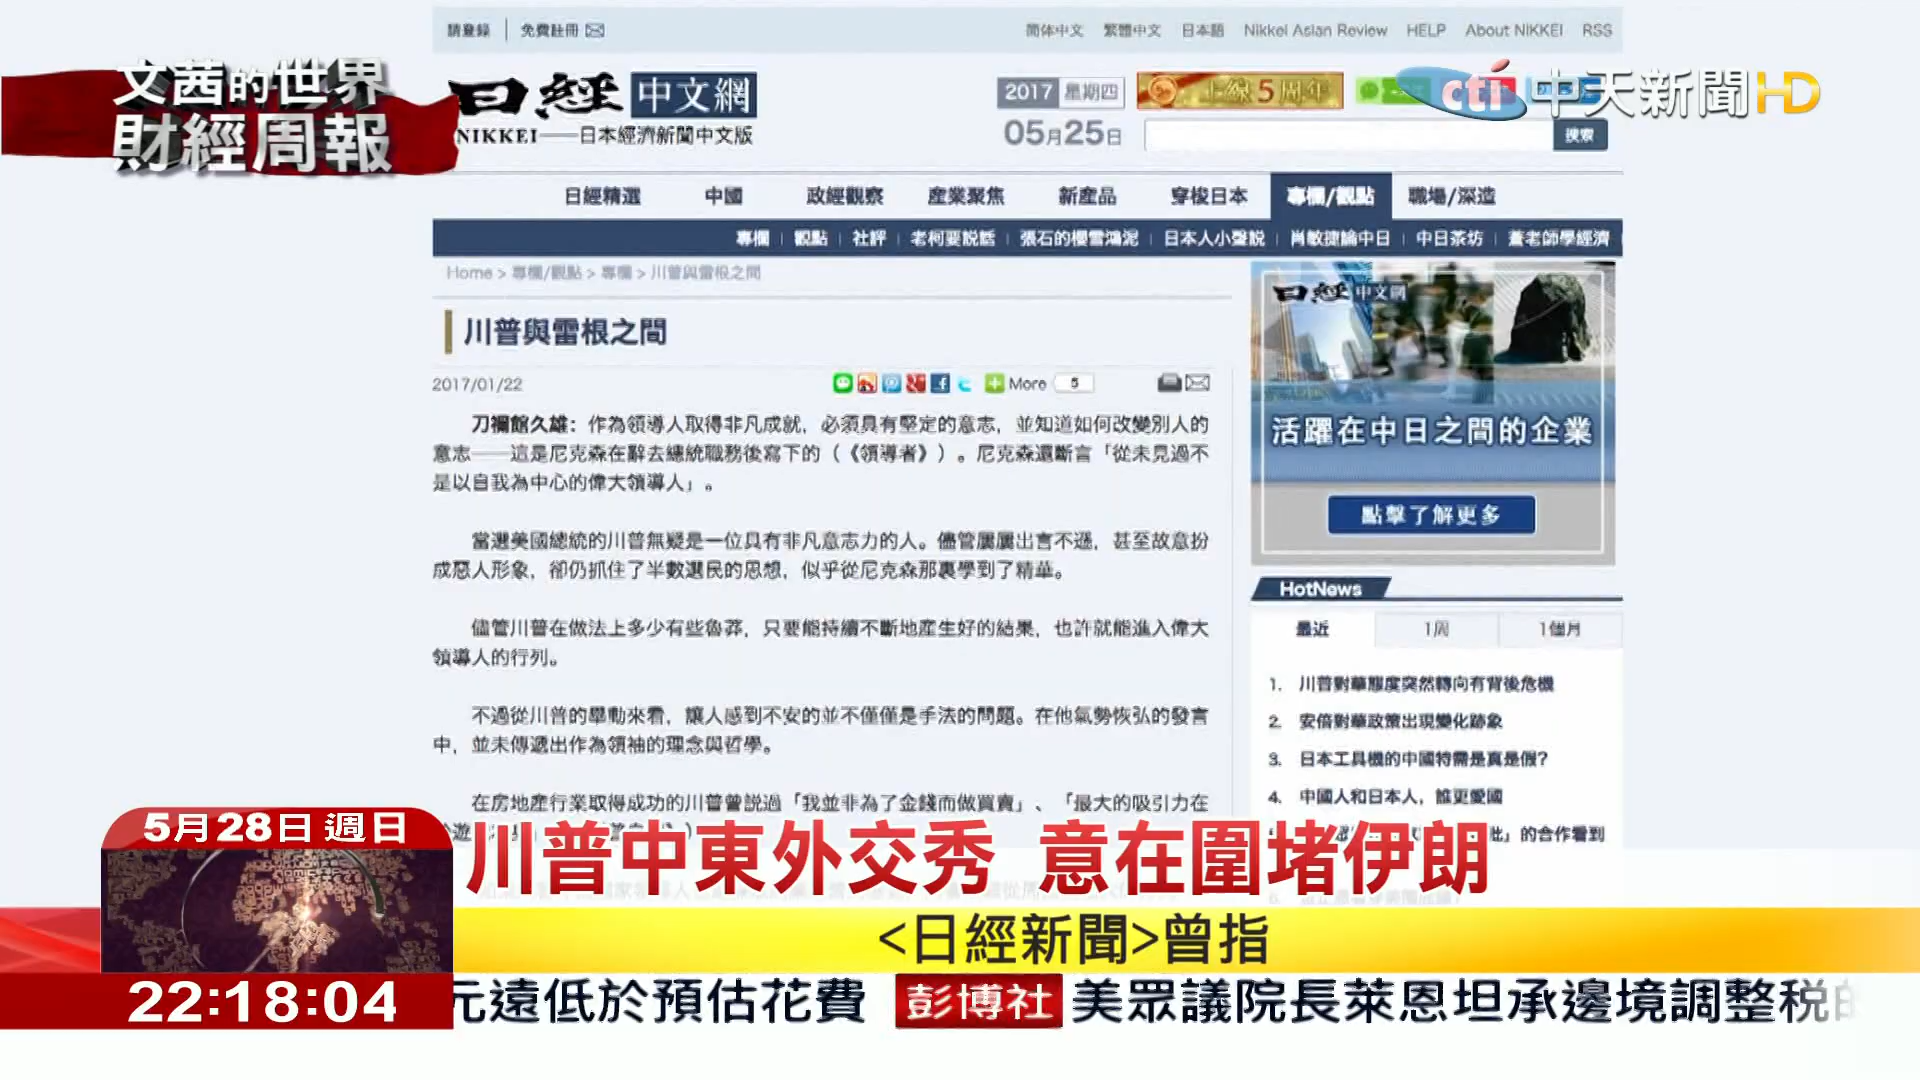 請登錄 免費註冊
简体中文 繁體中文 日本語 Nikkei Asian Review HELP About NIKKEI RSS
文茜的世界
財經周報
日経 中文網
NIKKEI——日本經濟新聞中文版
2017 星期四
05月25日
上線5周年
cti 中天新聞HD
搜索
日經精選 中國 政經觀察 産業聚焦 新産品 穿梭日本 專欄/觀點 職場/深造
專欄 觀點 社評 老柯要説話 張石的櫻雪鴻泥 日本人小聲説 肖敏捷論中日 中日茶坊 蓋老師學經濟
Home > 專欄/觀點 > 專欄 > 川普與雷根之間
川普與雷根之間
2017/01/22
More 5
刀禰館久雄：作為領導人取得非凡成就，必須具有堅定的意志，並知道如何改變別人的
意志——這是尼克森在辭去總統職務後寫下的（《領導者》）。尼克森還斷言「從未見過不
是以自我為中心的偉大領導人」。
當選美國總統的川普無疑是一位具有非凡意志力的人。儘管屢屢出言不遜，甚至故意扮
成惡人形象，卻仍抓住了半數選民的思想，似乎從尼克森那裏學到了精華。
儘管川普在做法上多少有些魯莽，只要能持續不斷地産生好的結果，也許就能進入偉大
領導人的行列。
不過從川普的舉動來看，讓人感到不安的並不僅僅是手法的問題。在他氣勢恢弘的發言
中，並未傳遞出作為領袖的理念與哲學。
在房地産行業取得成功的川普曾説過「我並非為了金錢而做買賣」、「最大的吸引力在
日経 中文網
活躍在中日之間的企業
點擊了解更多
HotNews
最近 1周 1個月
1. 川普對華態度突然轉向有背後危機
2. 安倍對華政策出現變化跡象
3. 日本工具機的中國特需是真是假?
4. 中國人和日本人，誰更愛國
」的合作看到
5月28日 週日
川普中東外交秀 意在圍堵伊朗
<日經新聞>曾指
22:18:04
元遠低於預估花費 彭博社 美眾議院長萊恩坦承邊境調整稅的